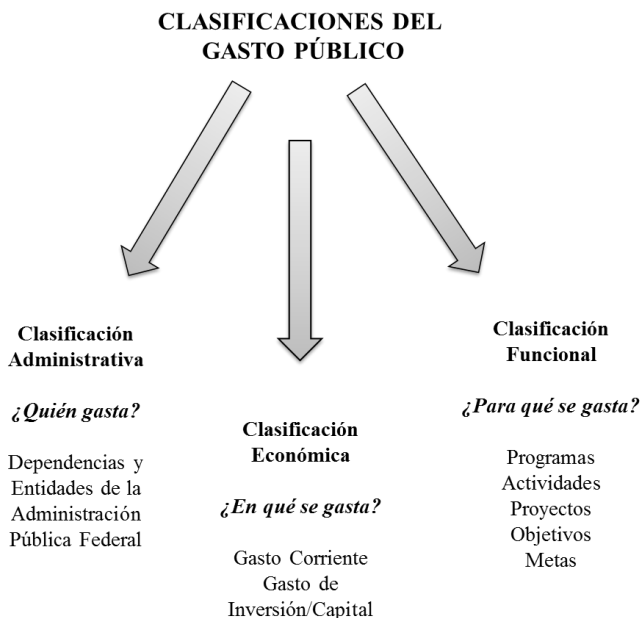 CLASIFICACIONES DEL
GASTO PÚBLICO
Clasificación
Administrativa
¿Quién gasta?
Dependencias y
Entidades de la
Administración
Pública Federal
Clasificación
Económica
¿En qué se gasta?
Gasto Corriente
Gasto de
Inversión/Capital
Clasificación
Funcional
¿Para qué se gasta?
Programas
Actividades
Proyectos
Objetivos
Metas